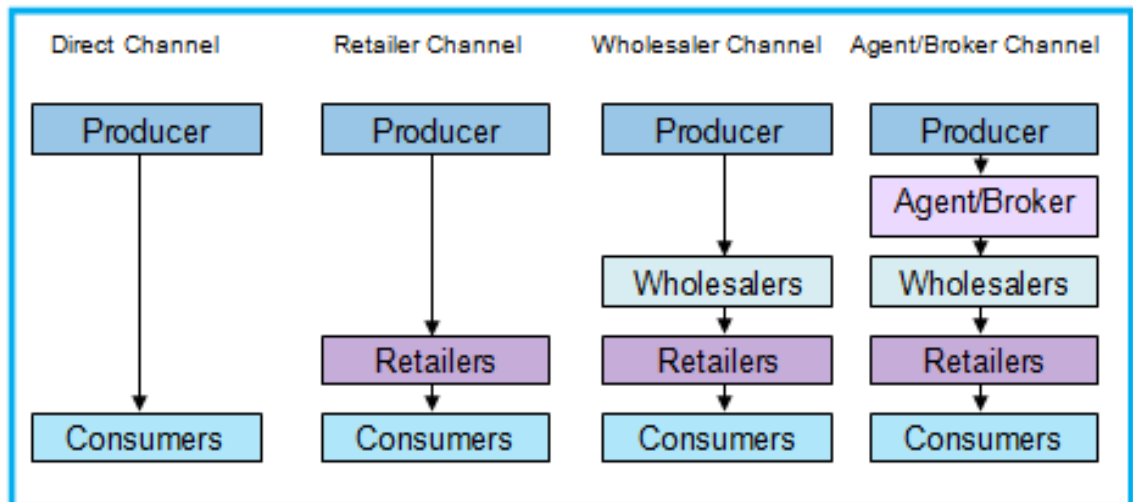 Direct Channel
Retailer Channel
Wholesaler Channel
Agent/Broker Channel
Producer
Producer
Producer
Producer
Agent/Broker
Wholesalers
Wholesalers
Retailers
Retailers
Retailers
Consumers
Consumers
Consumers
Consumers